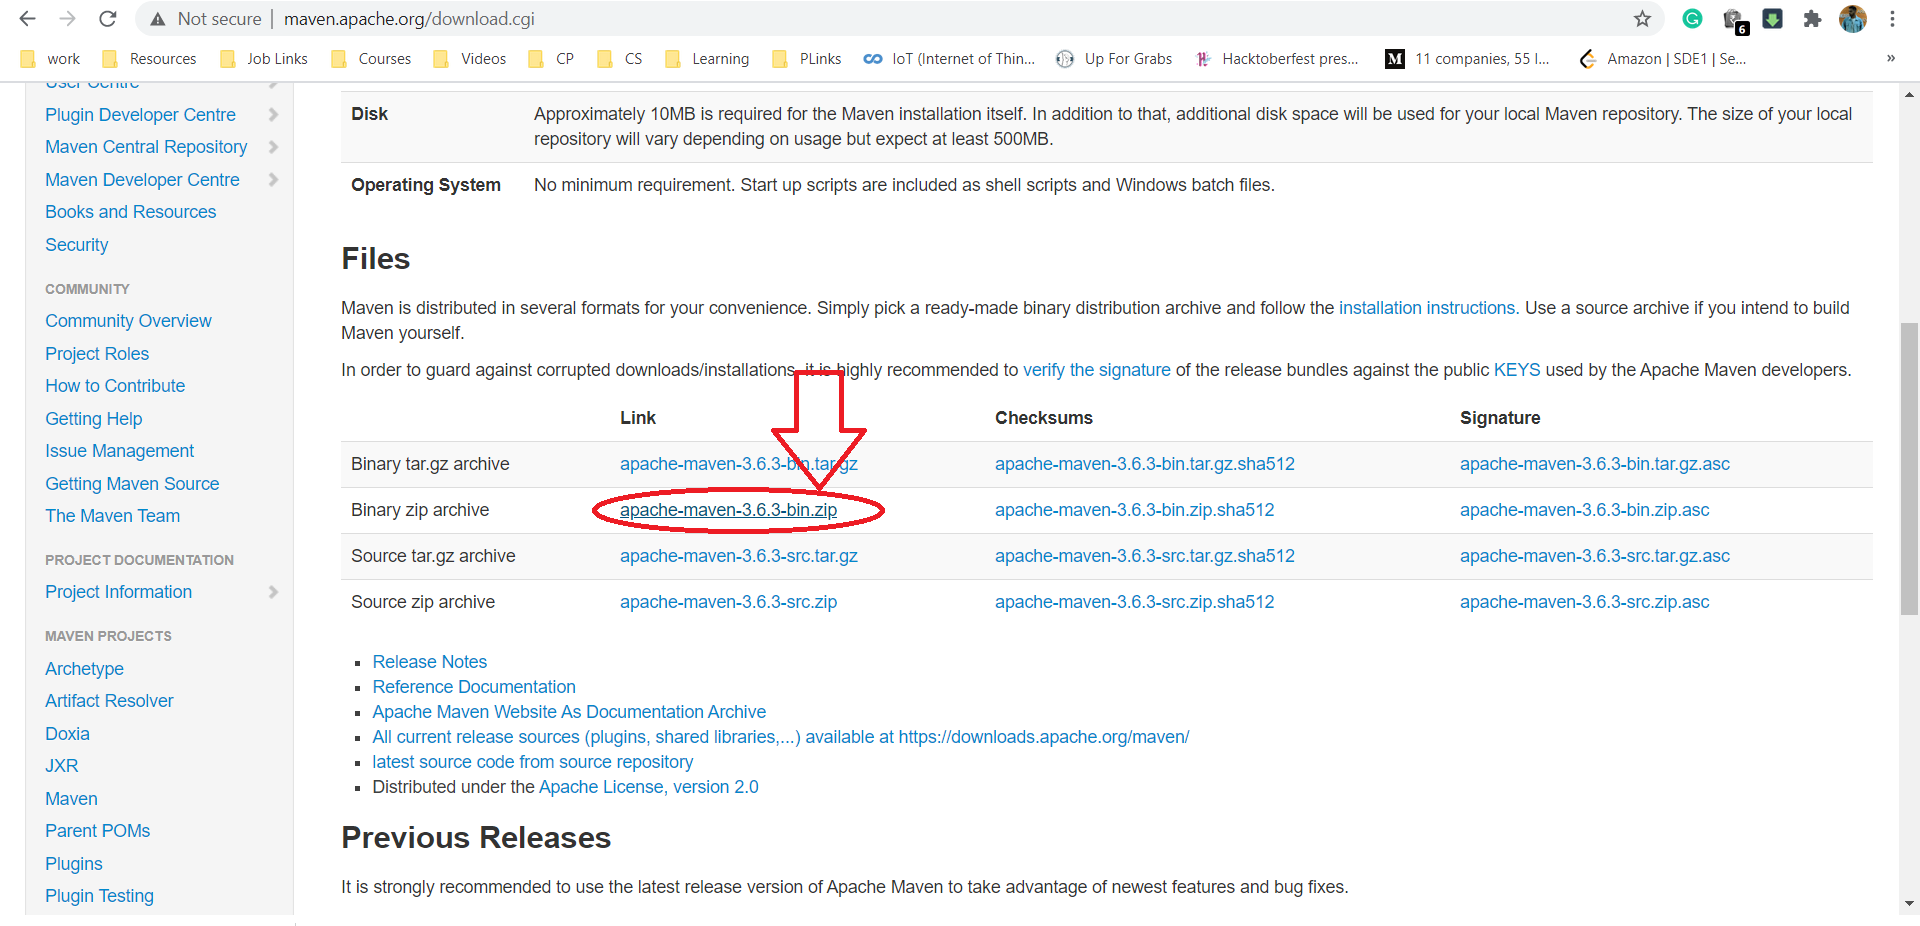 Not secure | maven.apache.org/download.cgi
6
work Resources Job Links Courses Videos CP CS Learning PLinks IoT (Internet of Thin... Up For Grabs Hacktoberfest pres... M 11 companies, 55 l... Amazon | SDE1 | Se... »
User Centre
Plugin Developer Centre
Maven Central Repository
Maven Developer Centre
Books and Resources
Security
COMMUNITY
Community Overview
Project Roles
How to Contribute
Getting Help
Issue Management
Getting Maven Source
The Maven Team
PROJECT DOCUMENTATION
Project Information
MAVEN PROJECTS
Archetype
Artifact Resolver
Doxia
JXR
Maven
Parent POMs
Plugins
Plugin Testing
Disk Approximately 10MB is required for the Maven installation itself. In addition to that, additional disk space will be used for your local Maven repository. The size of your local
repository will vary depending on usage but expect at least 500MB.
Operating System No minimum requirement. Start up scripts are included as shell scripts and Windows batch files.
Files
Maven is distributed in several formats for your convenience. Simply pick a ready-made binary distribution archive and follow the installation instructions. Use a source archive if you intend to build
Maven yourself.
In order to guard against corrupted downloads/installations, it is highly recommended to verify the signature of the release bundles against the public KEYS used by the Apache Maven developers.
Link Checksums Signature
Binary tar.gz archive apache-maven-3.6.3-bin.tar.gz apache-maven-3.6.3-bin.tar.gz.sha512 apache-maven-3.6.3-bin.tar.gz.asc
Binary zip archive apache-maven-3.6.3-bin.zip apache-maven-3.6.3-bin.zip.sha512 apache-maven-3.6.3-bin.zip.asc
Source tar.gz archive apache-maven-3.6.3-src.tar.gz apache-maven-3.6.3-src.tar.gz.sha512 apache-maven-3.6.3-src.tar.gz.asc
Source zip archive apache-maven-3.6.3-src.zip apache-maven-3.6.3-src.zip.sha512 apache-maven-3.6.3-src.zip.asc
Release Notes
Reference Documentation
Apache Maven Website As Documentation Archive
All current release sources (plugins, shared libraries,...) available at https://downloads.apache.org/maven/
latest source code from source repository
Distributed under the Apache License, version 2.0
Previous Releases
It is strongly recommended to use the latest release version of Apache Maven to take advantage of newest features and bug fixes.